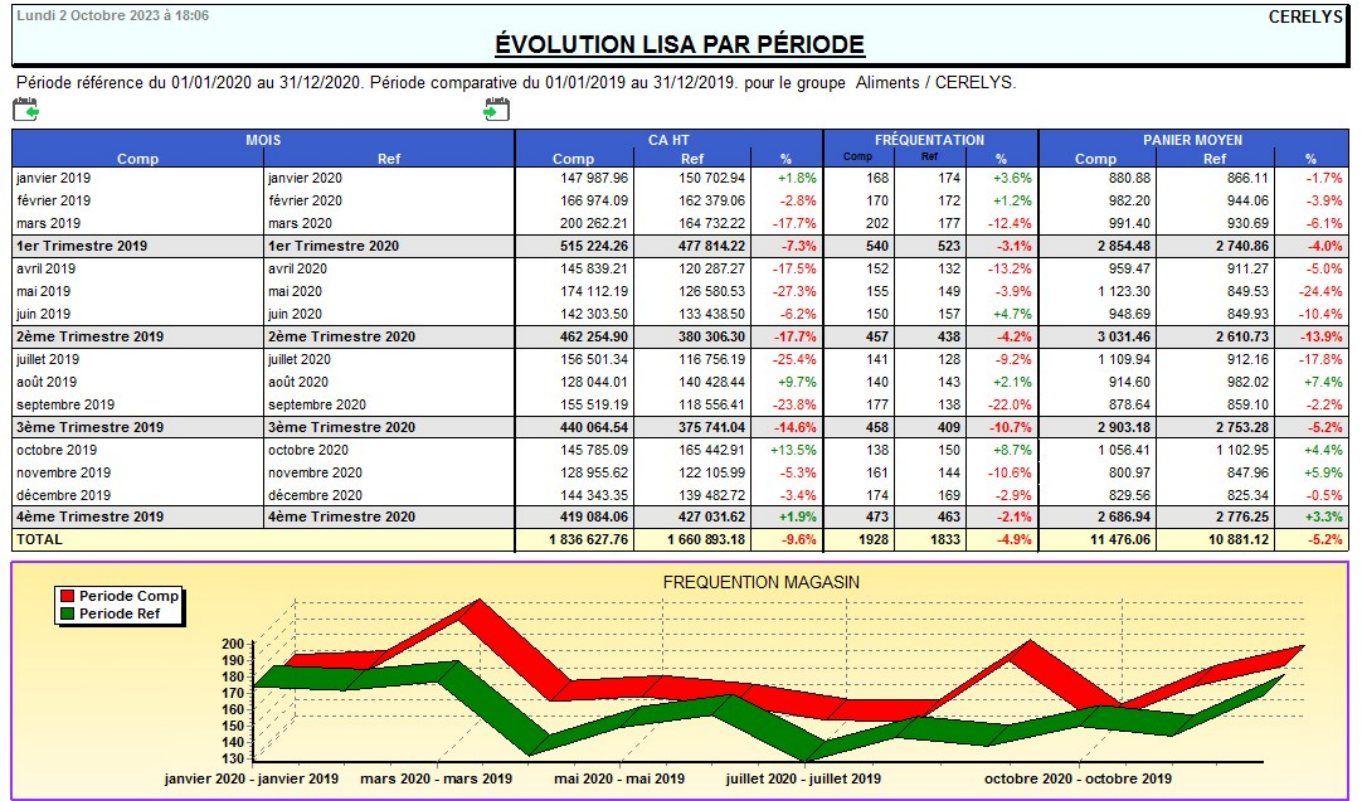 Lundi 2 Octobre 2023 à 18:06 CERELYS
ÉVOLUTION LISA PAR PÉRIODE
Période référence du 01/01/2020 au 31/12/2020. Période comparative du 01/01/2019 au 31/12/2019. pour le groupe Aliments / CERELYS.
MOIS CA HT FRÉQUENTATION PANIER MOYEN
Comp Ref Comp Ref % Comp Ref % Comp Ref %
janvier 2019 janvier 2020 147 987.96 150 702.94 +1.8% 168 174 +3.6% 880.88 866.11 -1.7%
février 2019 février 2020 166 974.09 162 379.06 -2.8% 170 172 +1.2% 982.20 944.06 -3.9%
mars 2019 mars 2020 200 262.21 164 732.22 -17.7% 202 177 -12.4% 991.40 930.69 -6.1%
1er Trimestre 2019 1er Trimestre 2020 515 224.26 477 814.22 -7.3% 540 523 -3.1% 2 854.48 2 740.86 -4.0%
avril 2019 avril 2020 145 839.21 120 287.27 -17.5% 152 132 -13.2% 959.47 911.27 -5.0%
mai 2019 mai 2020 174 112.19 126 580.53 -27.3% 155 149 -3.9% 1 123.30 849.53 -24.4%
juin 2019 juin 2020 142 303.50 133 438.50 -6.2% 150 157 +4.7% 948.69 849.93 -10.4%
2ème Trimestre 2019 2ème Trimestre 2020 462 254.90 380 306.30 -17.7% 457 438 -4.2% 3 031.46 2 610.73 -13.9%
juillet 2019 juillet 2020 156 501.34 116 756.19 -25.4% 141 128 -9.2% 1 109.94 912.16 -17.8%
août 2019 août 2020 128 044.01 140 428.44 +9.7% 140 143 +2.1% 914.60 982.02 +7.4%
septembre 2019 septembre 2020 155 519.19 118 556.41 -23.8% 177 138 -22.0% 878.64 859.10 -2.2%
3ème Trimestre 2019 3ème Trimestre 2020 440 064.54 375 741.04 -14.6% 458 409 -10.7% 2 903.18 2 753.28 -5.2%
octobre 2019 octobre 2020 145 785.09 165 442.91 +13.5% 138 150 +8.7% 1 056.41 1 102.95 +4.4%
novembre 2019 novembre 2020 128 955.62 122 105.99 -5.3% 161 144 -10.6% 800.97 847.96 +5.9%
décembre 2019 décembre 2020 144 343.35 139 482.72 -3.4% 174 169 -2.9% 829.56 825.34 -0.5%
4ème Trimestre 2019 4ème Trimestre 2020 419 084.06 427 031.62 +1.9% 473 463 -2.1% 2 686.94 2 776.25 +3.3%
TOTAL 1 836 627.76 1 660 893.18 -9.6% 1928 1833 -4.9% 11 476.06 10 881.12 -5.2%
FREQUENTION MAGASIN
Periode Comp
Periode Ref
200
190
180
170
160
150
140
130
janvier 2020 - janvier 2019 mars 2020 - mars 2019 mai 2020 - mai 2019 juillet 2020 - juillet 2019 octobre 2020 - octobre 2019